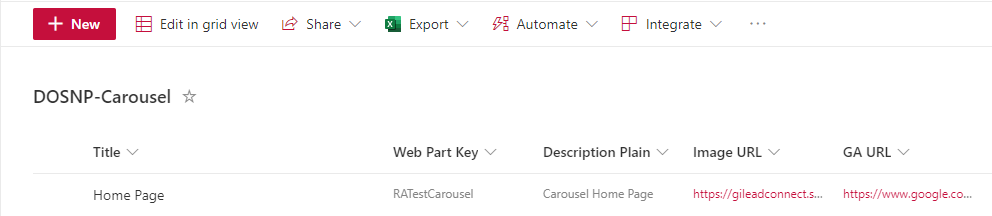 New Edit in grid view Share Export Automate Integrate ...
DOSNP-Carousel
Title Web Part Key Description Plain Image URL GA URL
Home Page RATestCarousel Carousel Home Page https://gileadconnect.s... https://www.google.co...